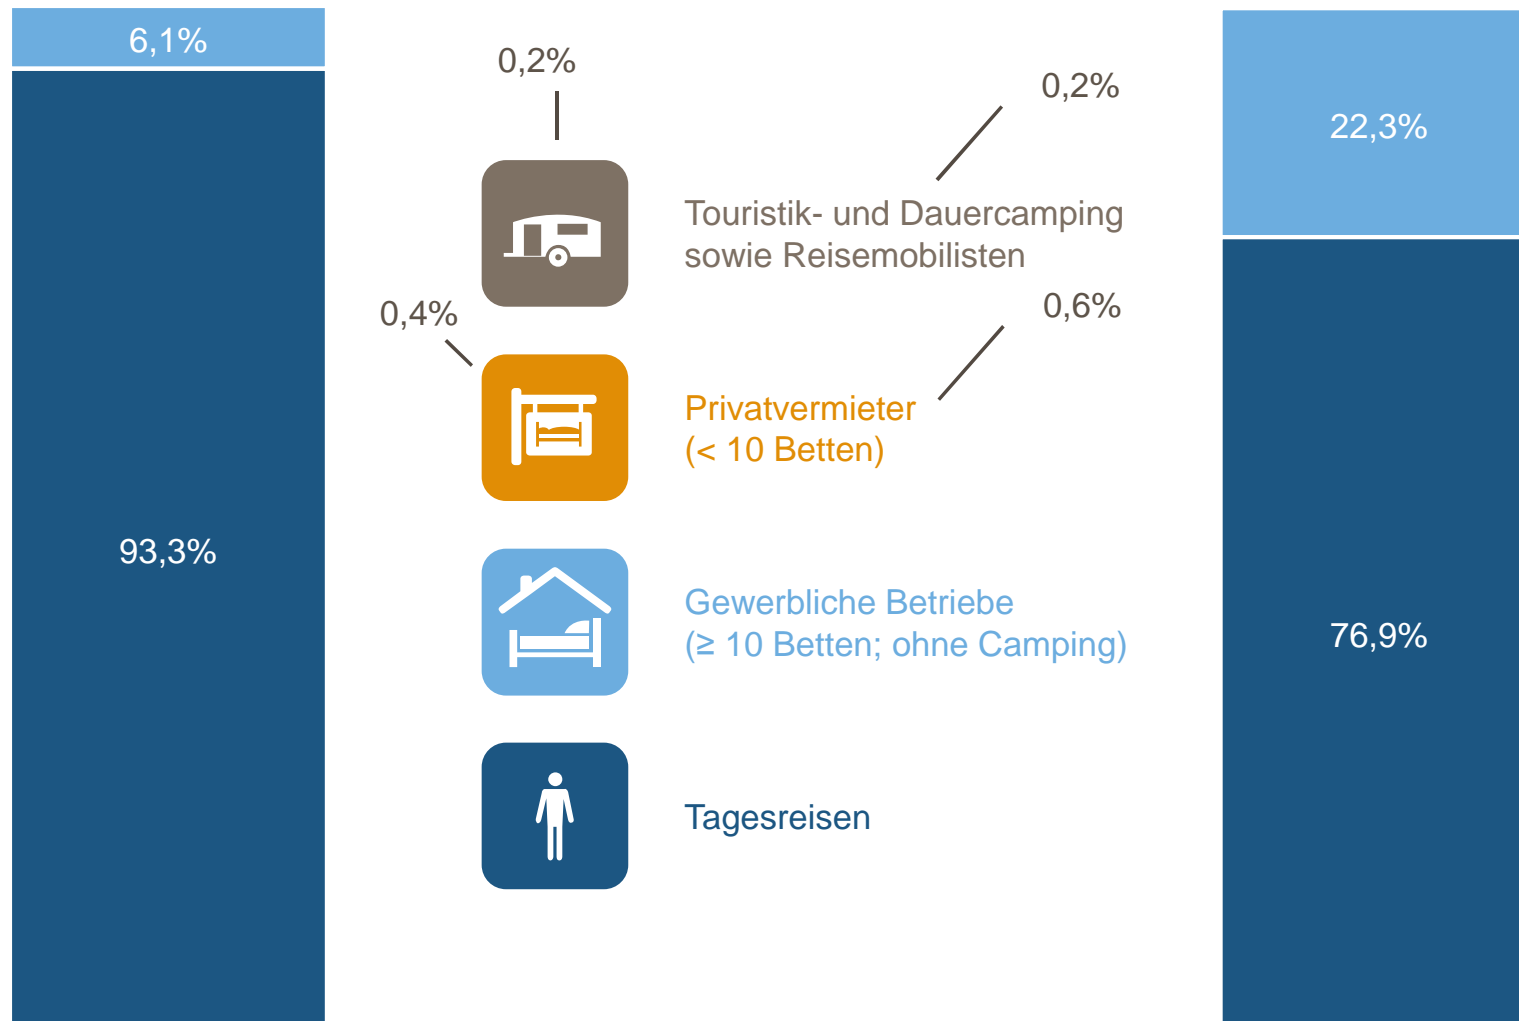 6,1%
0,2%
0,2%
22,3%
Touristik- und Dauercamping
sowie Reisemobilisten
0,4%
0,6%
Privatvermieter
(< 10 Betten)
93,3%
Gewerbliche Betriebe
(≥ 10 Betten; ohne Camping)
76,9%
Tagesreisen